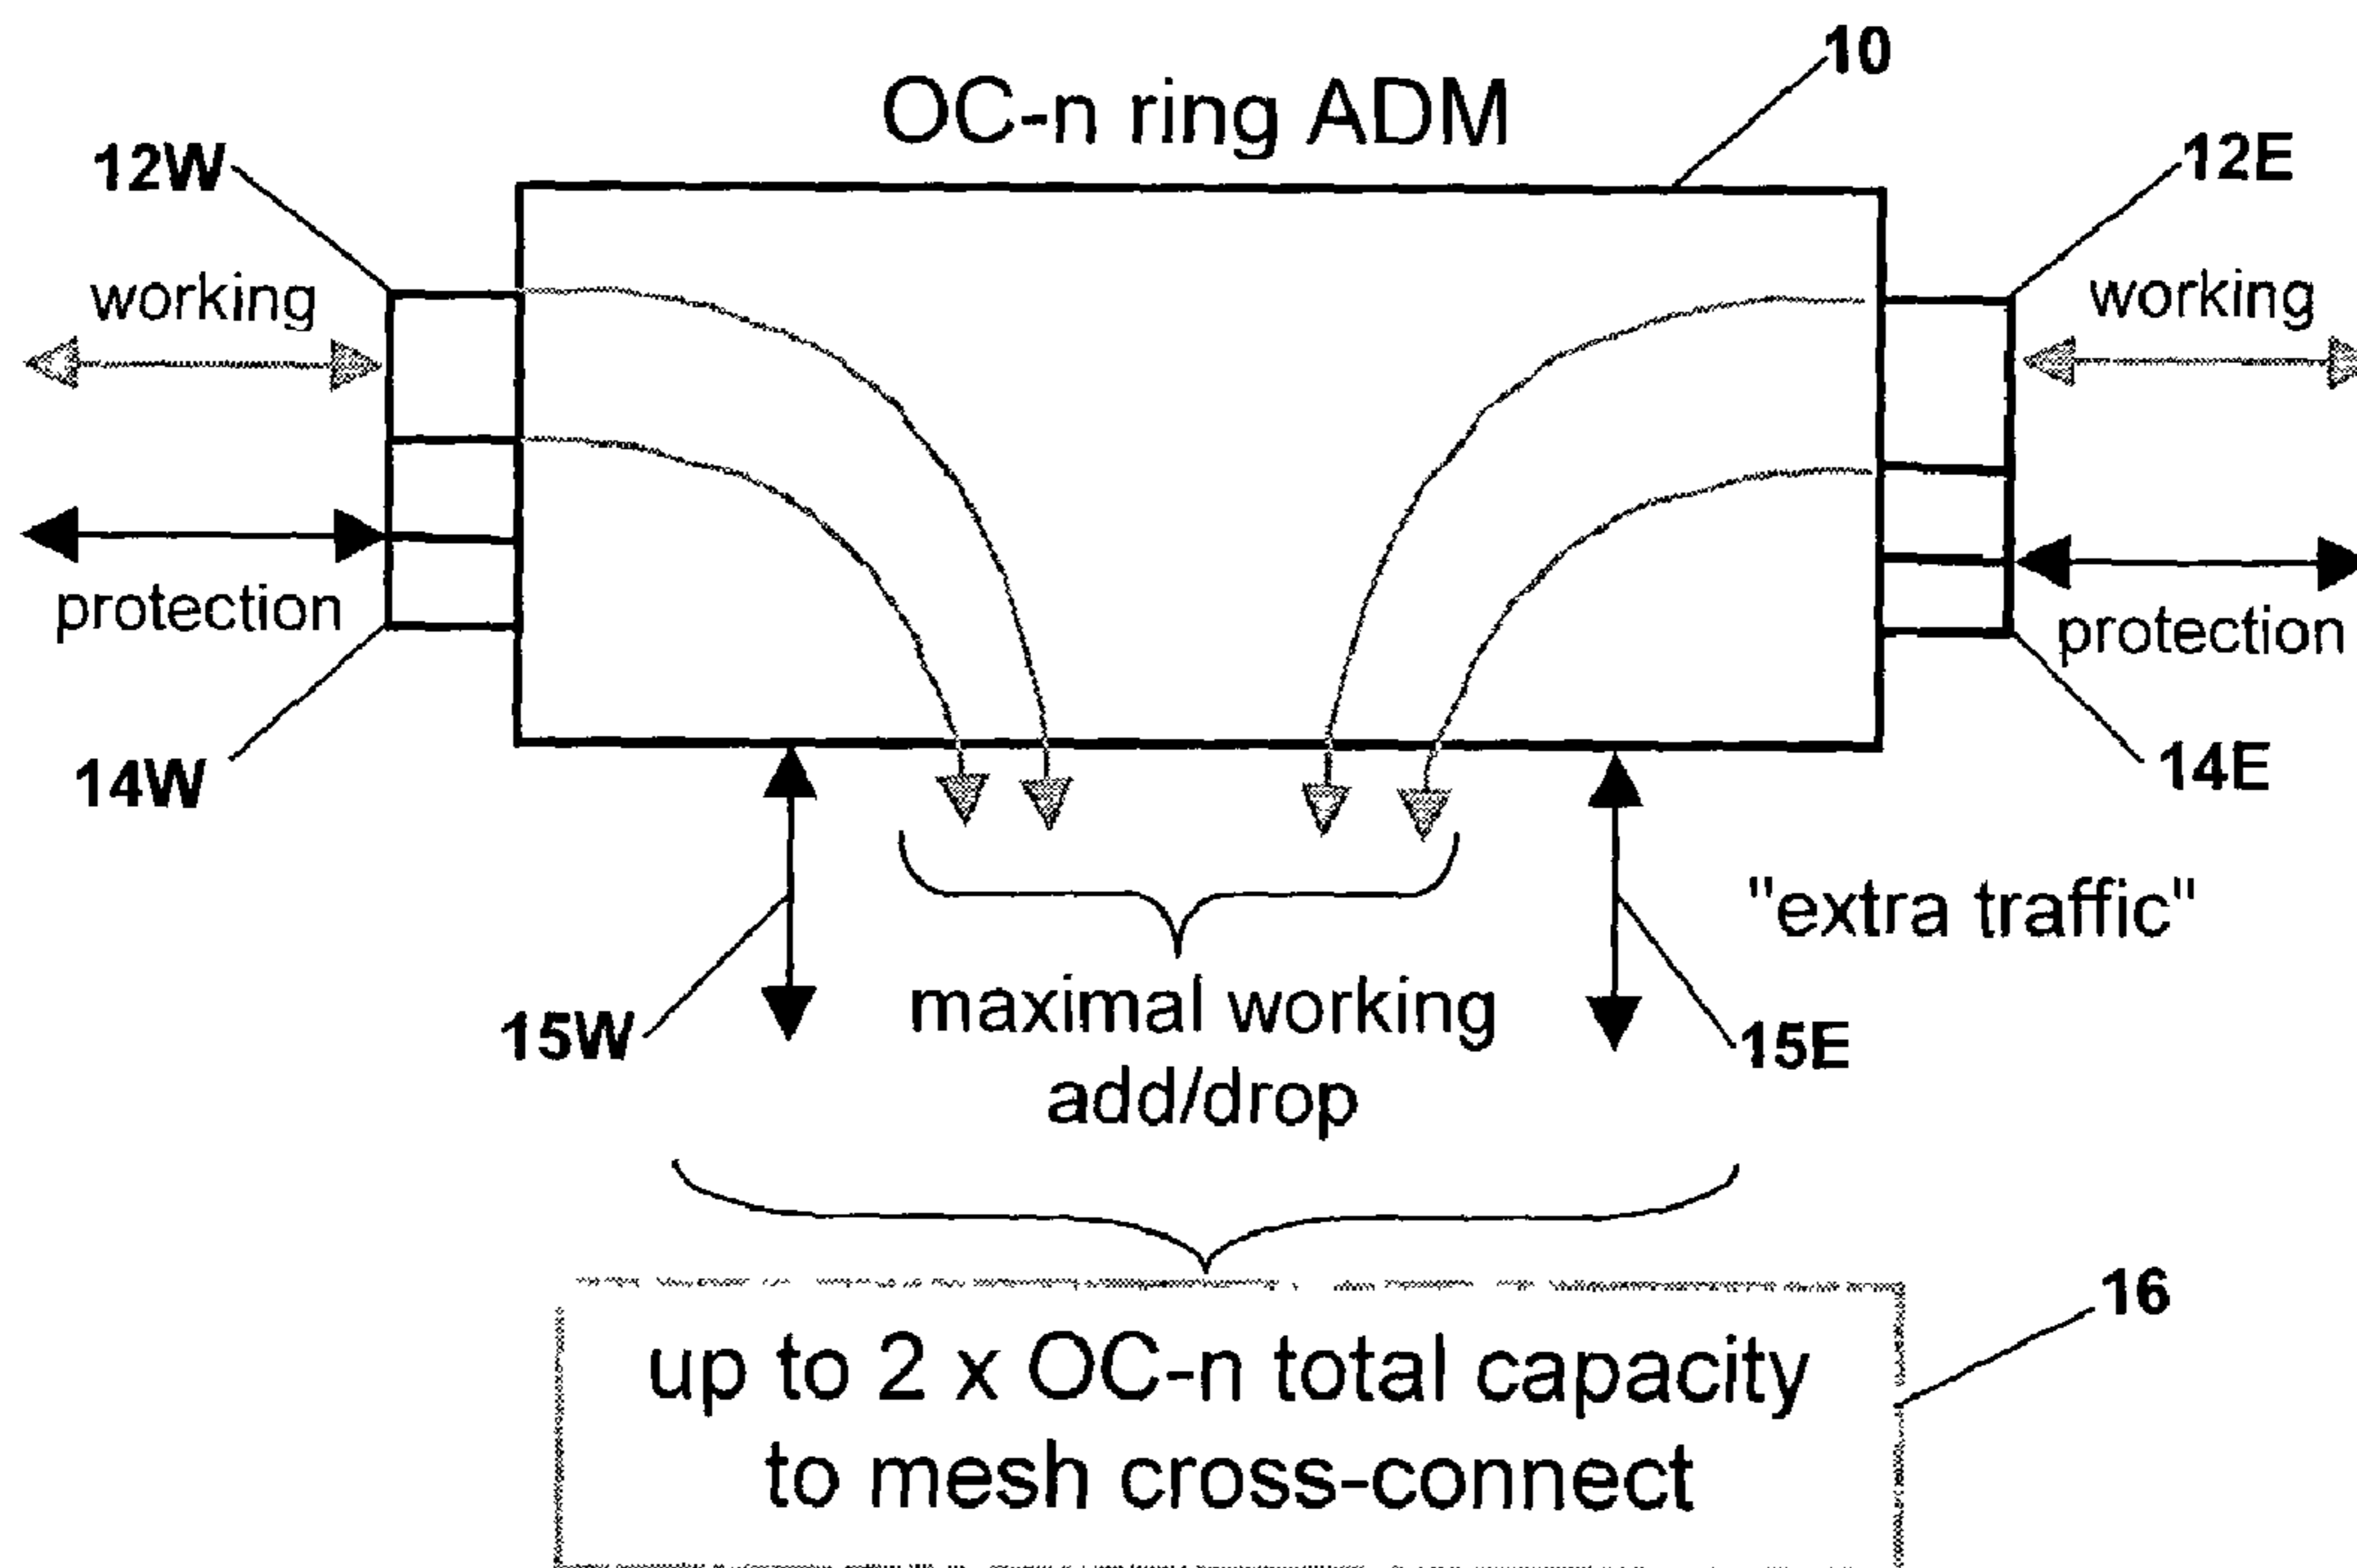 10
OC-n ring ADM
12W
12E
working
working
protection
protection
14W
14E
"extra traffic"
maximal working
add/drop
15W
15E
16
up to 2 x OC-n total capacity
to mesh cross-connect